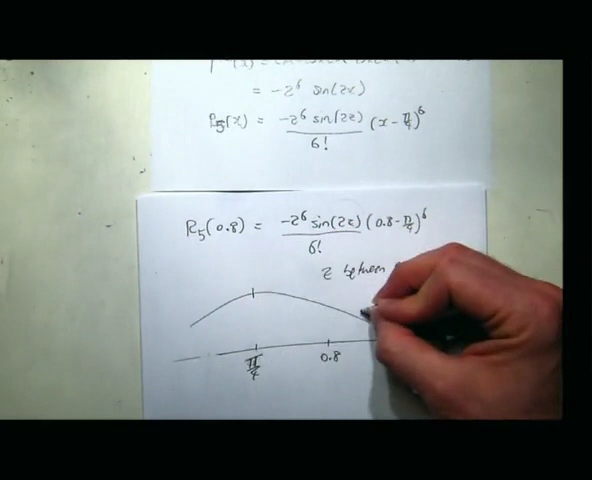 = -2⁶ sin(2x)
R₅(x) = -2⁶ sin(2z)/6! (x - π/4)⁶
R₅(0.8) = -2⁶ sin(2z)/6! (0.8 - π/4)⁶
z between
π/4 0.8